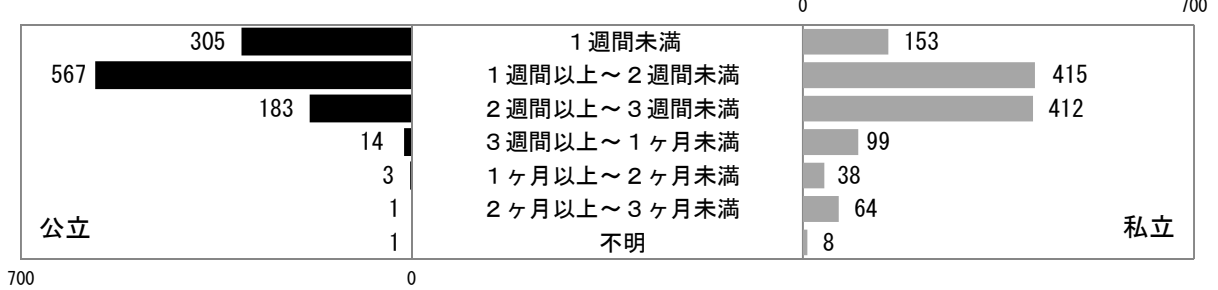 0 700
305 1週間未満 153
567 1週間以上～2週間未満 415
183 2週間以上～3週間未満 412
14 3週間以上～1ヶ月未満 99
3 1ヶ月以上～2ヶ月未満 38
1 2ヶ月以上～3ヶ月未満 64
公立 私立
1 不明 8
700 0